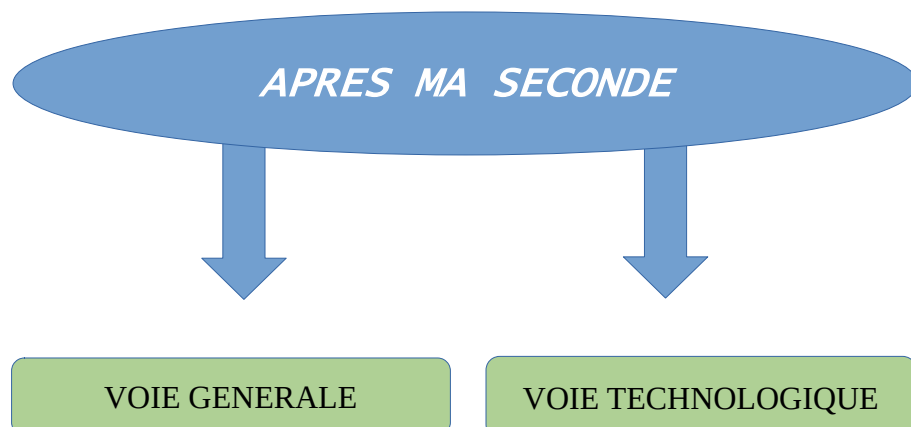 APRES MA SECONDE
VOIE GENERALE
VOIE TECHNOLOGIQUE